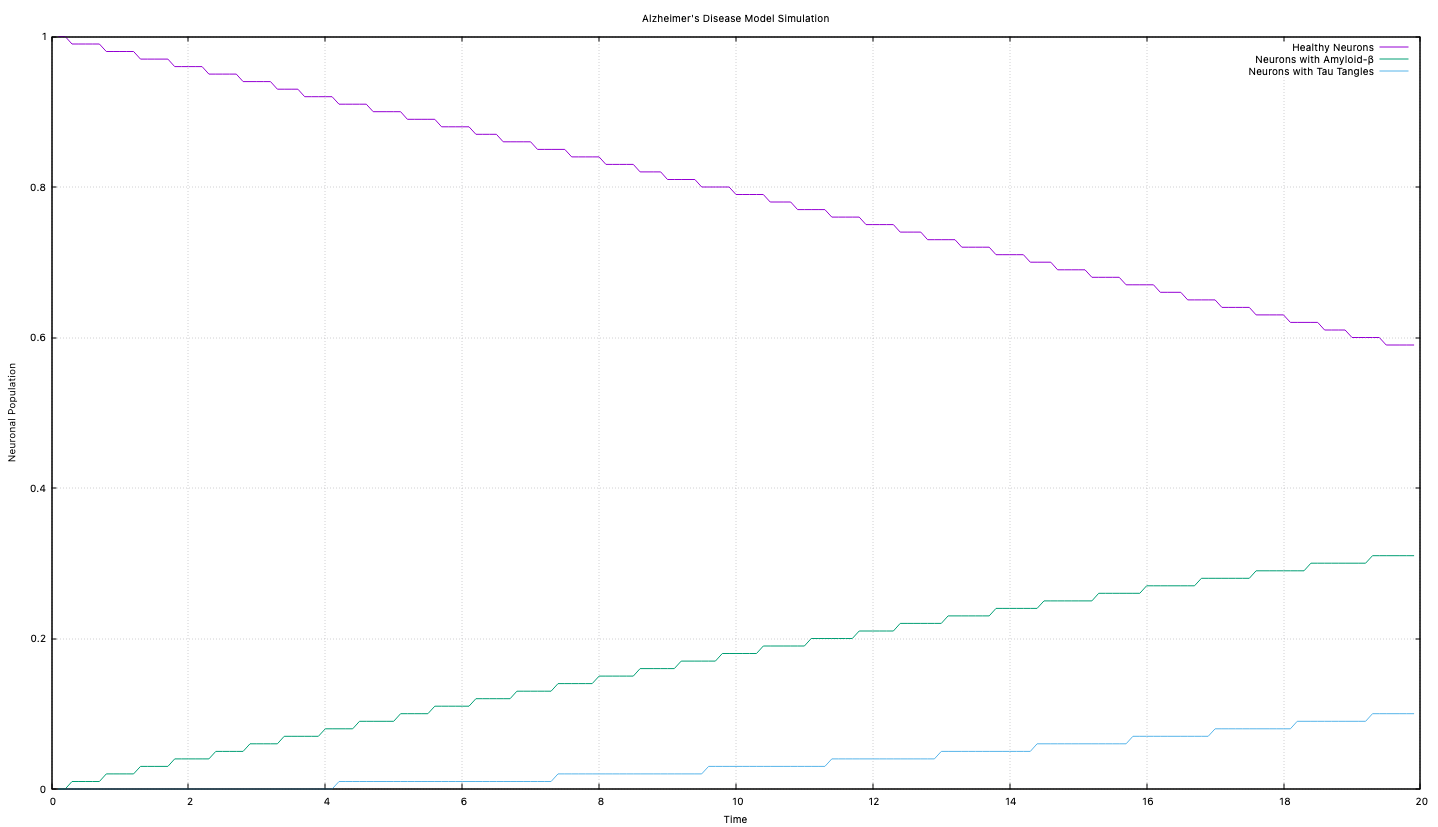 Alzheimer's Disease Model Simulation
Healthy Neurons
Neurons with Amyloid-β
Neurons with Tau Tangles
1
0.8
0.6
0.4
0.2
0
Neuronal Population
0 2 4 6 8 10 12 14 16 18 20
Time